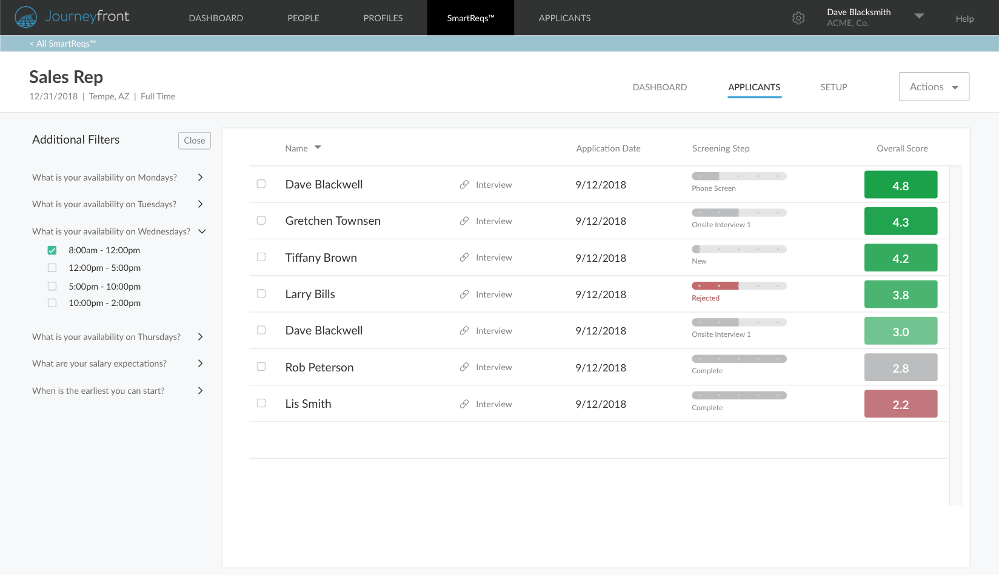 Journeyfront
DASHBOARD PEOPLE PROFILES SmartReqs™ APPLICANTS
Dave Blacksmith
ACME, Co.
Help
< All SmartReqs™
Sales Rep
12/31/2018 | Tempe, AZ | Full Time
DASHBOARD APPLICANTS SETUP Actions
Additional Filters Close
What is your availability on Mondays?
What is your availability on Tuesdays?
What is your availability on Wednesdays?
8:00am - 12:00pm
12:00pm - 5:00pm
5:00pm - 10:00pm
10:00pm - 2:00pm
What is your availability on Thursdays?
What are your salary expectations?
When is the earliest you can start?
Name Application Date Screening Step Overall Score
Dave Blackwell Interview 9/12/2018 Phone Screen 4.8
Gretchen Townsen Interview 9/12/2018 Onsite Interview 1 4.3
Tiffany Brown Interview 9/12/2018 New 4.2
Larry Bills Interview 9/12/2018 Rejected 3.8
Dave Blackwell Interview 9/12/2018 Onsite Interview 1 3.0
Rob Peterson Interview 9/12/2018 Complete 2.8
Lis Smith Interview 9/12/2018 Complete 2.2